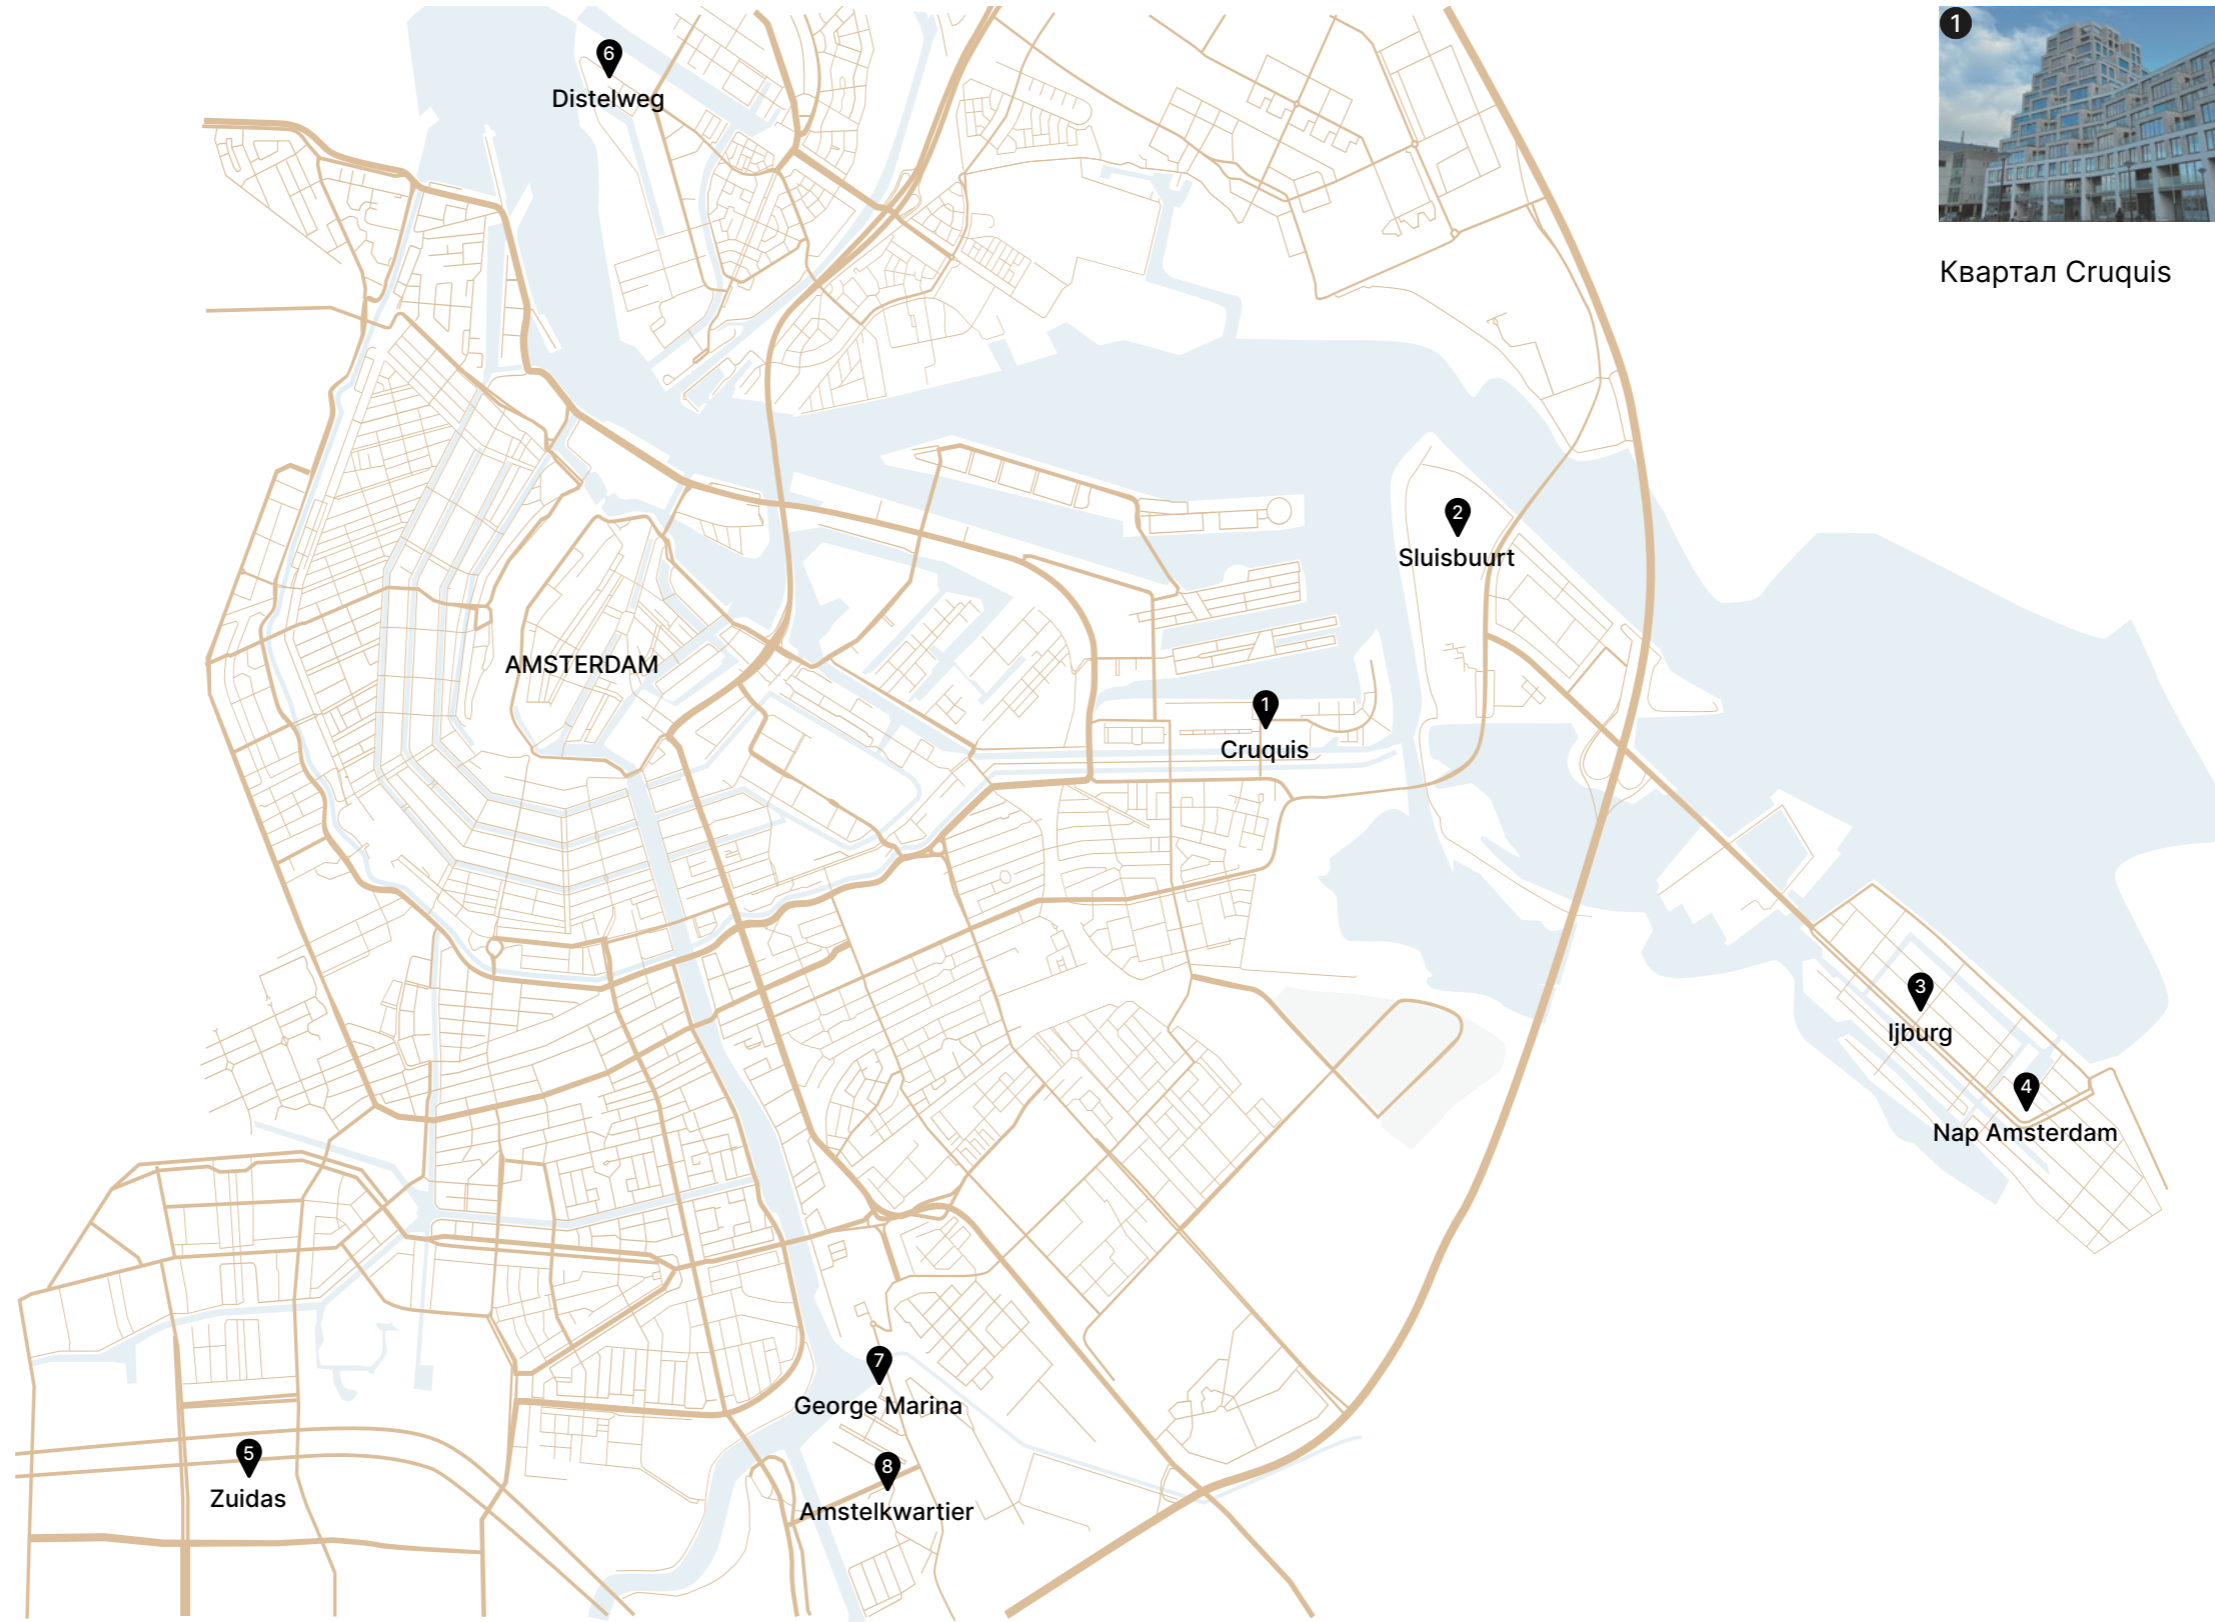 6
Distelweg
1
Квартал Cruquis
2
Sluisbuurt
AMSTERDAM
1
Cruquis
3
Ijburg
4
Nap Amsterdam
7
George Marina
5
Zuidas
8
Amstelkwartier